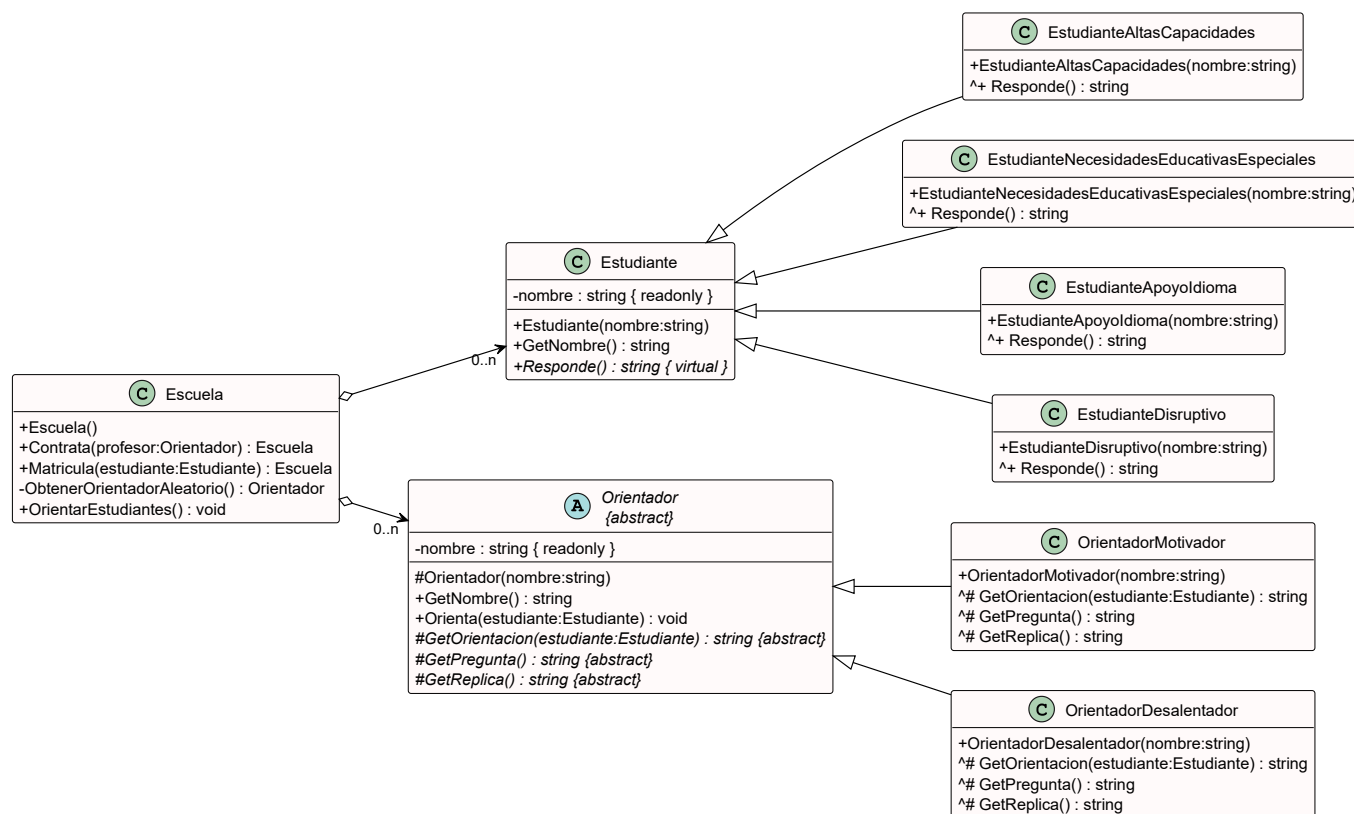 C EstudianteAltasCapacidades
+EstudianteAltasCapacidades(nombre:string)
^+ Responde() : string
C EstudianteNecesidadesEducativasEspeciales
+EstudianteNecesidadesEducativasEspeciales(nombre:string)
^+ Responde() : string
C Estudiante
-nombre : string { readonly }
+Estudiante(nombre:string)
+GetNombre() : string
+Responde() : string { virtual }
C EstudianteApoyoIdioma
+EstudianteApoyoIdioma(nombre:string)
^+ Responde() : string
0..n
C Escuela
+Escuela()
+Contrata(profesor:Orientador) : Escuela
+Matricula(estudiante:Estudiante) : Escuela
-ObtenerOrientadorAleatorio() : Orientador
+OrientarEstudiantes() : void
C EstudianteDisruptivo
+EstudianteDisruptivo(nombre:string)
^+ Responde() : string
0..n
A Orientador
{abstract}
-nombre : string { readonly }
#Orientador(nombre:string)
+GetNombre() : string
+Orienta(estudiante:Estudiante) : void
#GetOrientacion(estudiante:Estudiante) : string {abstract}
#GetPregunta() : string {abstract}
#GetReplica() : string {abstract}
C OrientadorMotivador
+OrientadorMotivador(nombre:string)
^# GetOrientacion(estudiante:Estudiante) : string
^# GetPregunta() : string
^# GetReplica() : string
C OrientadorDesalentador
+OrientadorDesalentador(nombre:string)
^# GetOrientacion(estudiante:Estudiante) : string
^# GetPregunta() : string
^# GetReplica() : string